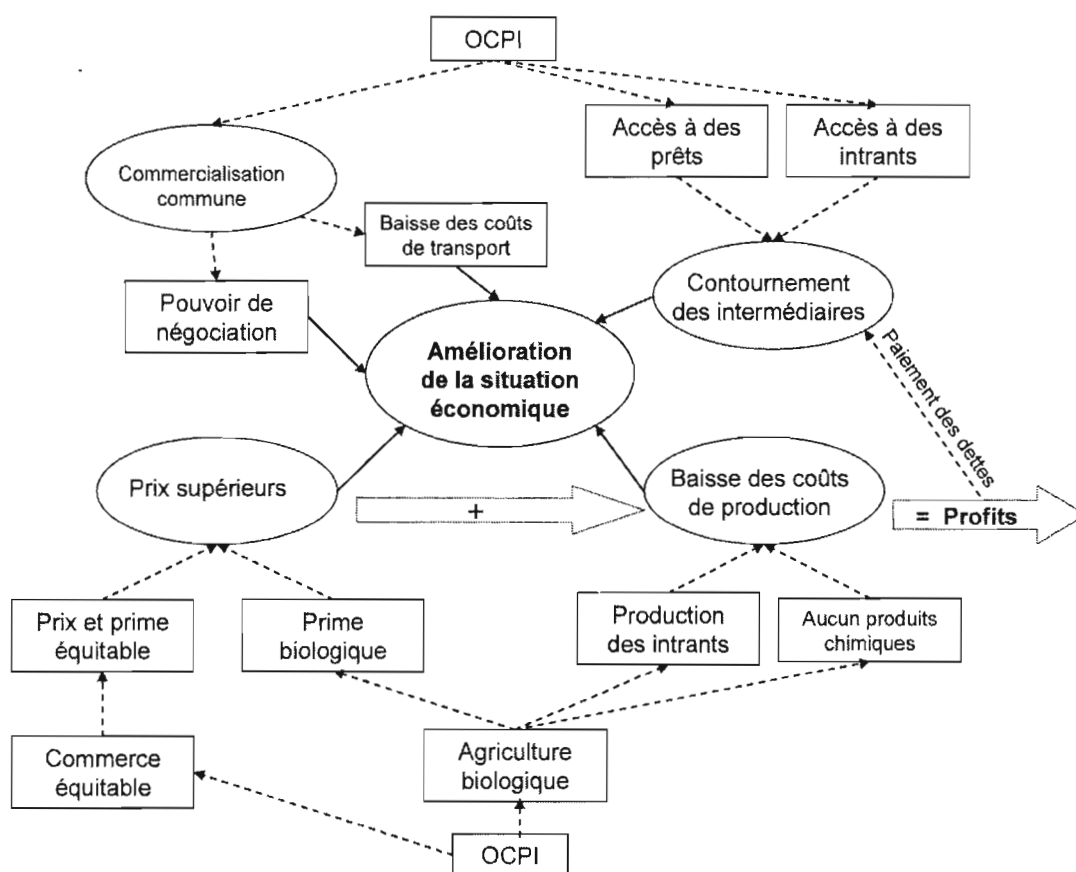 OCPI
Accès à des
prêts
Accès à des
intrants
Commercialisation
commune
Baisse des coûts
de transport
Pouvoir de
négociation
Contournement
des intermédiaires
Amélioration
de la situation
économique
Paiement des dettes
Prix supérieurs
+
Baisse des coûts
de production
= Profits
Prix et prime
équitable
Prime
biologique
Production
des intrants
Aucun produits
chimiques
Commerce
équitable
Agriculture
biologique
OCPI